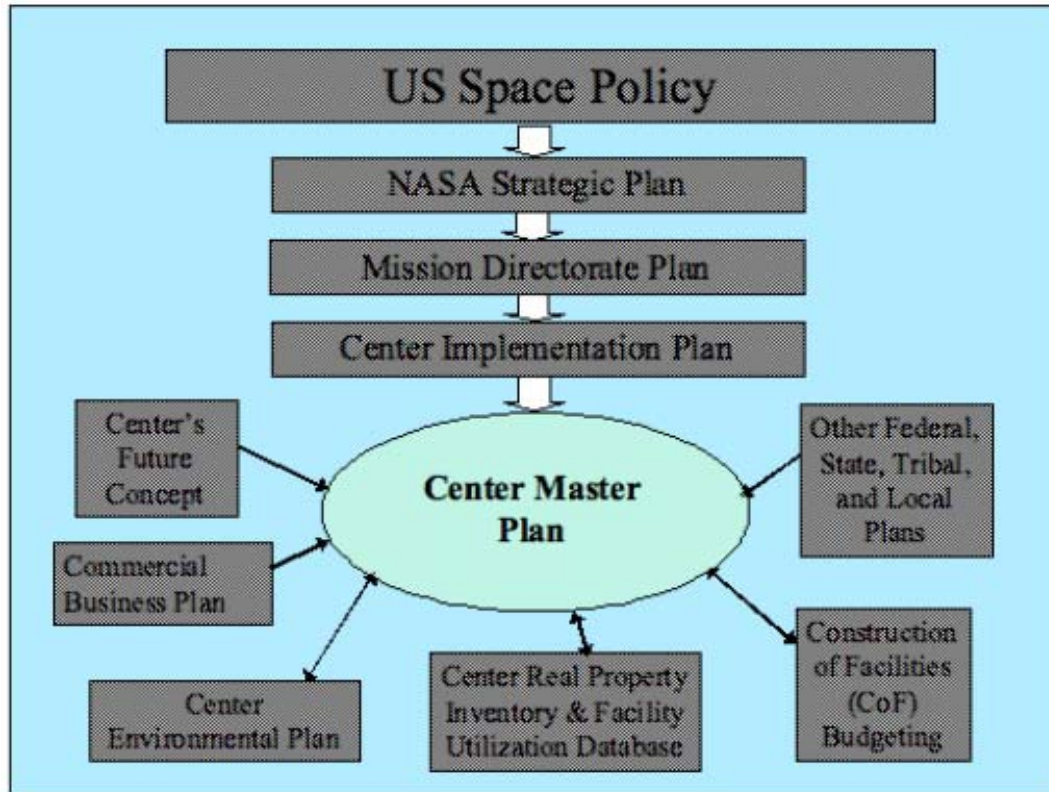 US Space Policy
NASA Strategic Plan
Mission Directorate Plan
Center Implementation Plan
Center's
Future
Concept
Center Master
Plan
Other Federal,
State, Tribal,
and Local
Plans
Commercial
Business Plan
Center
Environmental Plan
Center Real Property
Inventory & Facility
Utilization Database
Construction
of Facilities
(CoF)
Budgeting